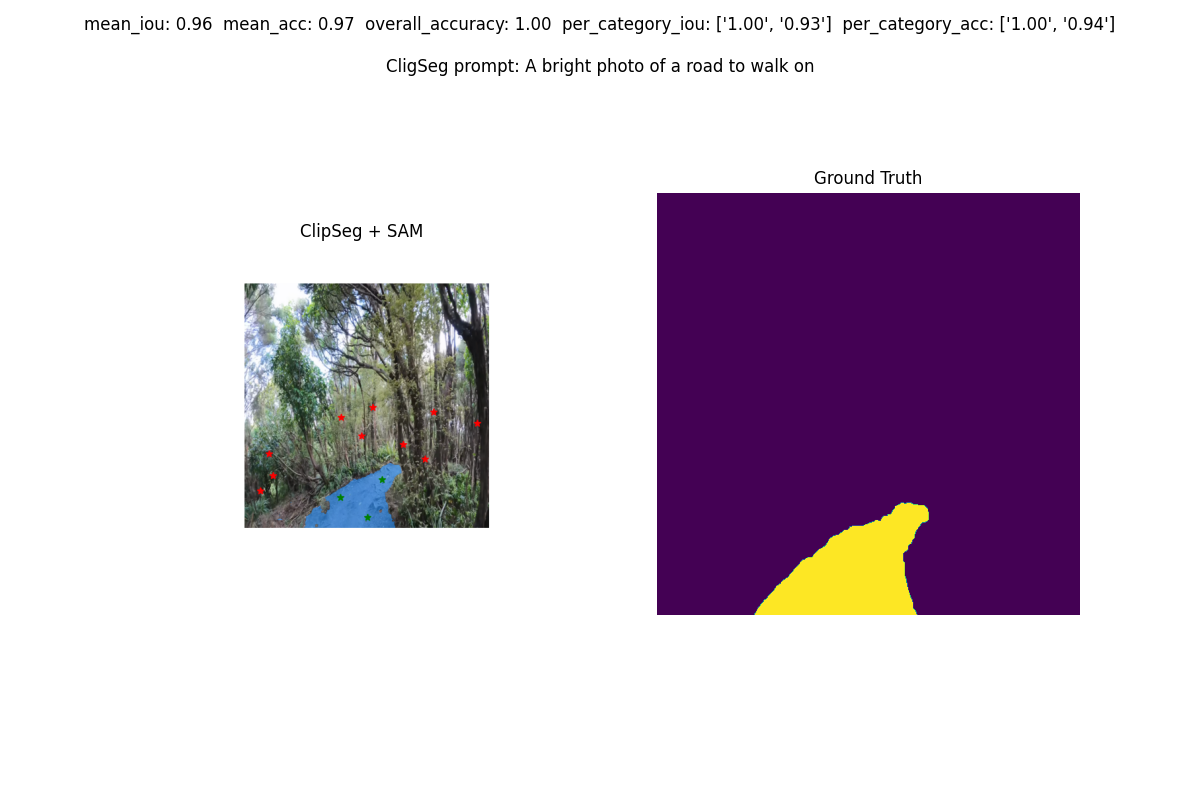 mean_iou: 0.96  mean_acc: 0.97  overall_accuracy: 1.00  per_category_iou: ['1.00', '0.93']  per_category_acc: ['1.00', '0.94']
CligSeg prompt: A bright photo of a road to walk on
Ground Truth
ClipSeg + SAM